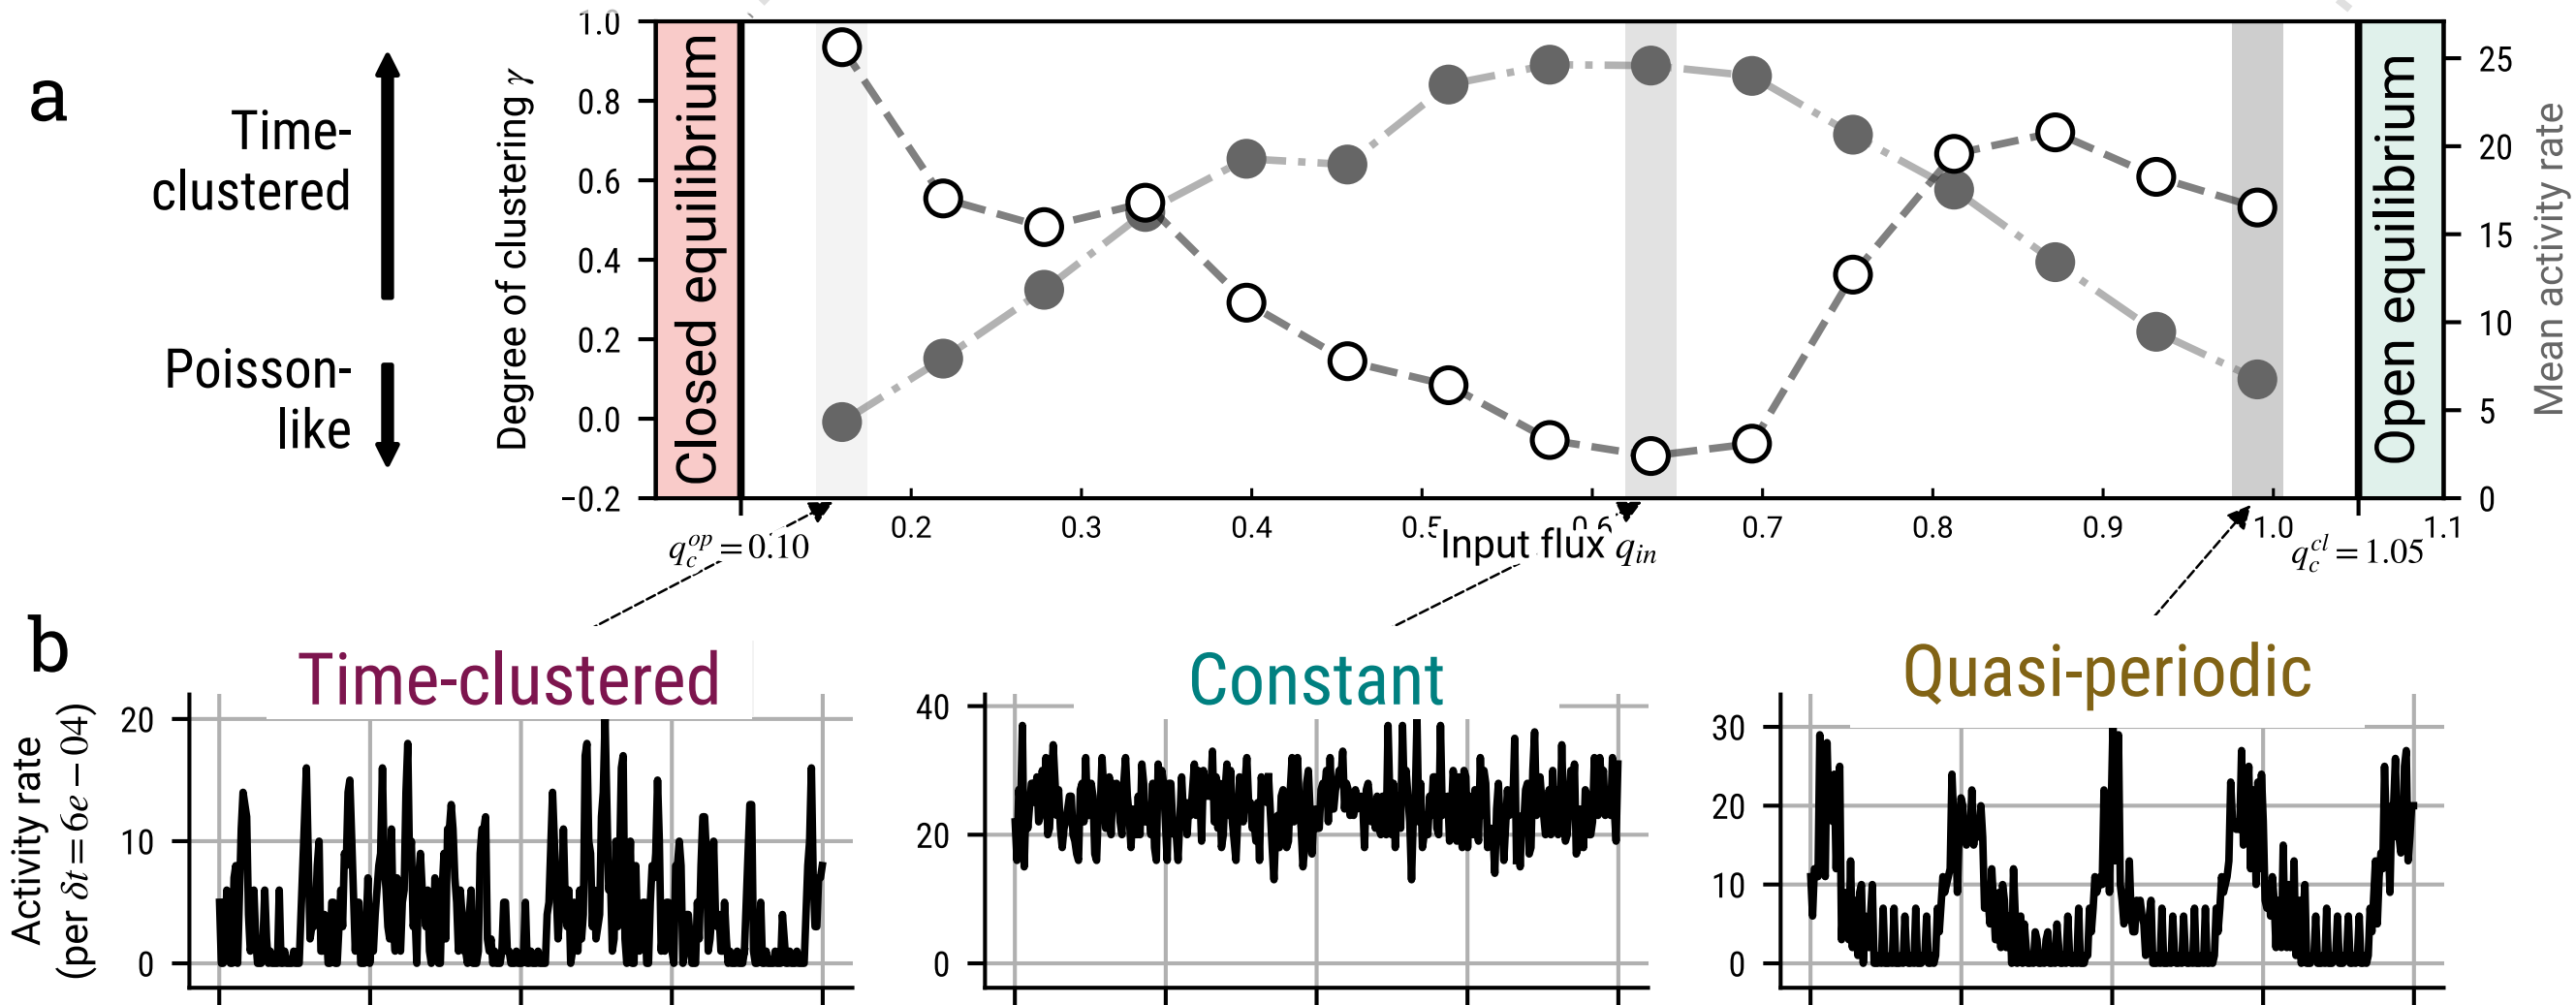 a
Time-
clustered
Poisson-
like
Degree of clustering γ
1.0
0.8
0.6
0.4
0.2
0.0
−0.2
Closed equilibrium
Open equilibrium
25
20
15
10
5
0
Mean activity rate
0.2 0.3 0.4 0.5 0.6 0.7 0.8 0.9 1.0 1.1
q_c^{op} = 0.10
Input flux q_{in}
q_c^{cl} = 1.05
b
Time-clustered
Constant
Quasi-periodic
Activity rate
(per δt = 6e − 04)
20
10
0
40
20
0
30
20
10
0